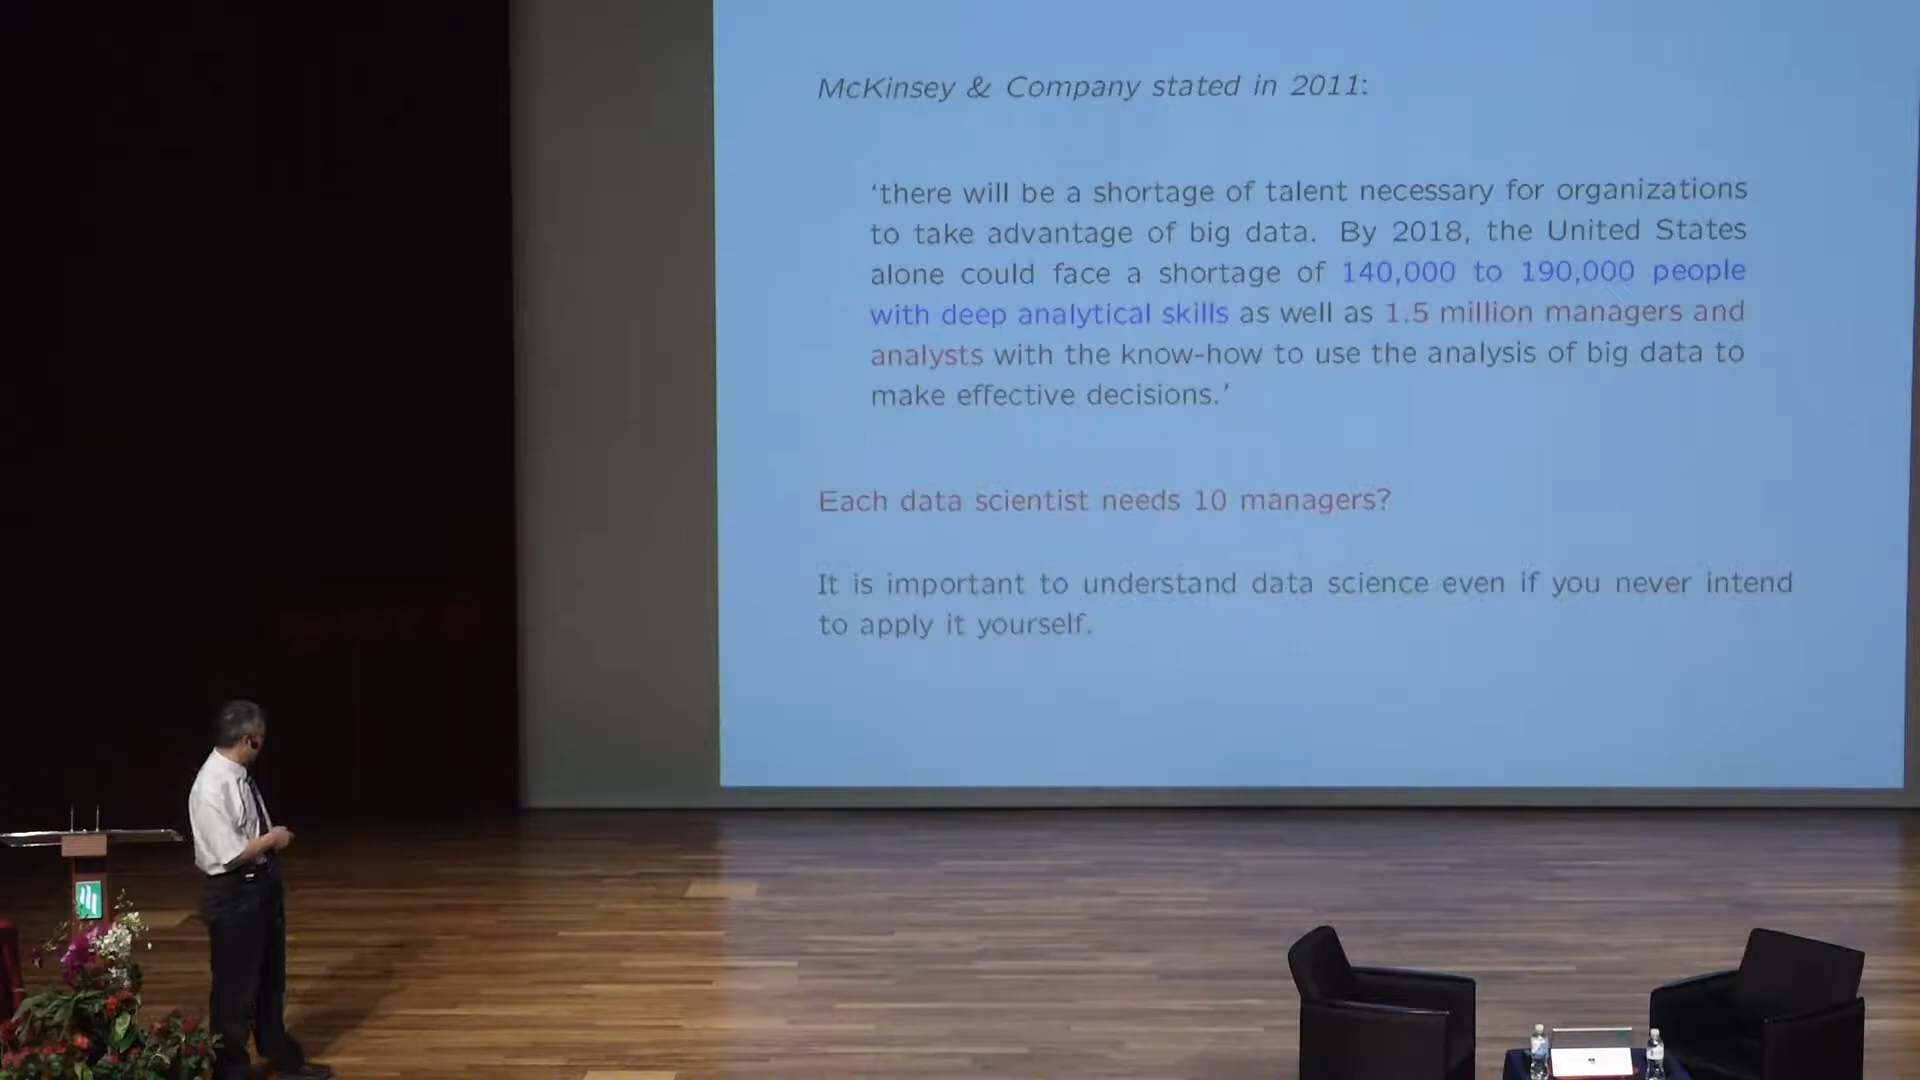 McKinsey & Company stated in 2011:
‘there will be a shortage of talent necessary for organizations
to take advantage of big data. By 2018, the United States
alone could face a shortage of 140,000 to 190,000 people
with deep analytical skills as well as 1.5 million managers and
analysts with the know-how to use the analysis of big data to
make effective decisions.’
Each data scientist needs 10 managers?
It is important to understand data science even if you never intend
to apply it yourself.